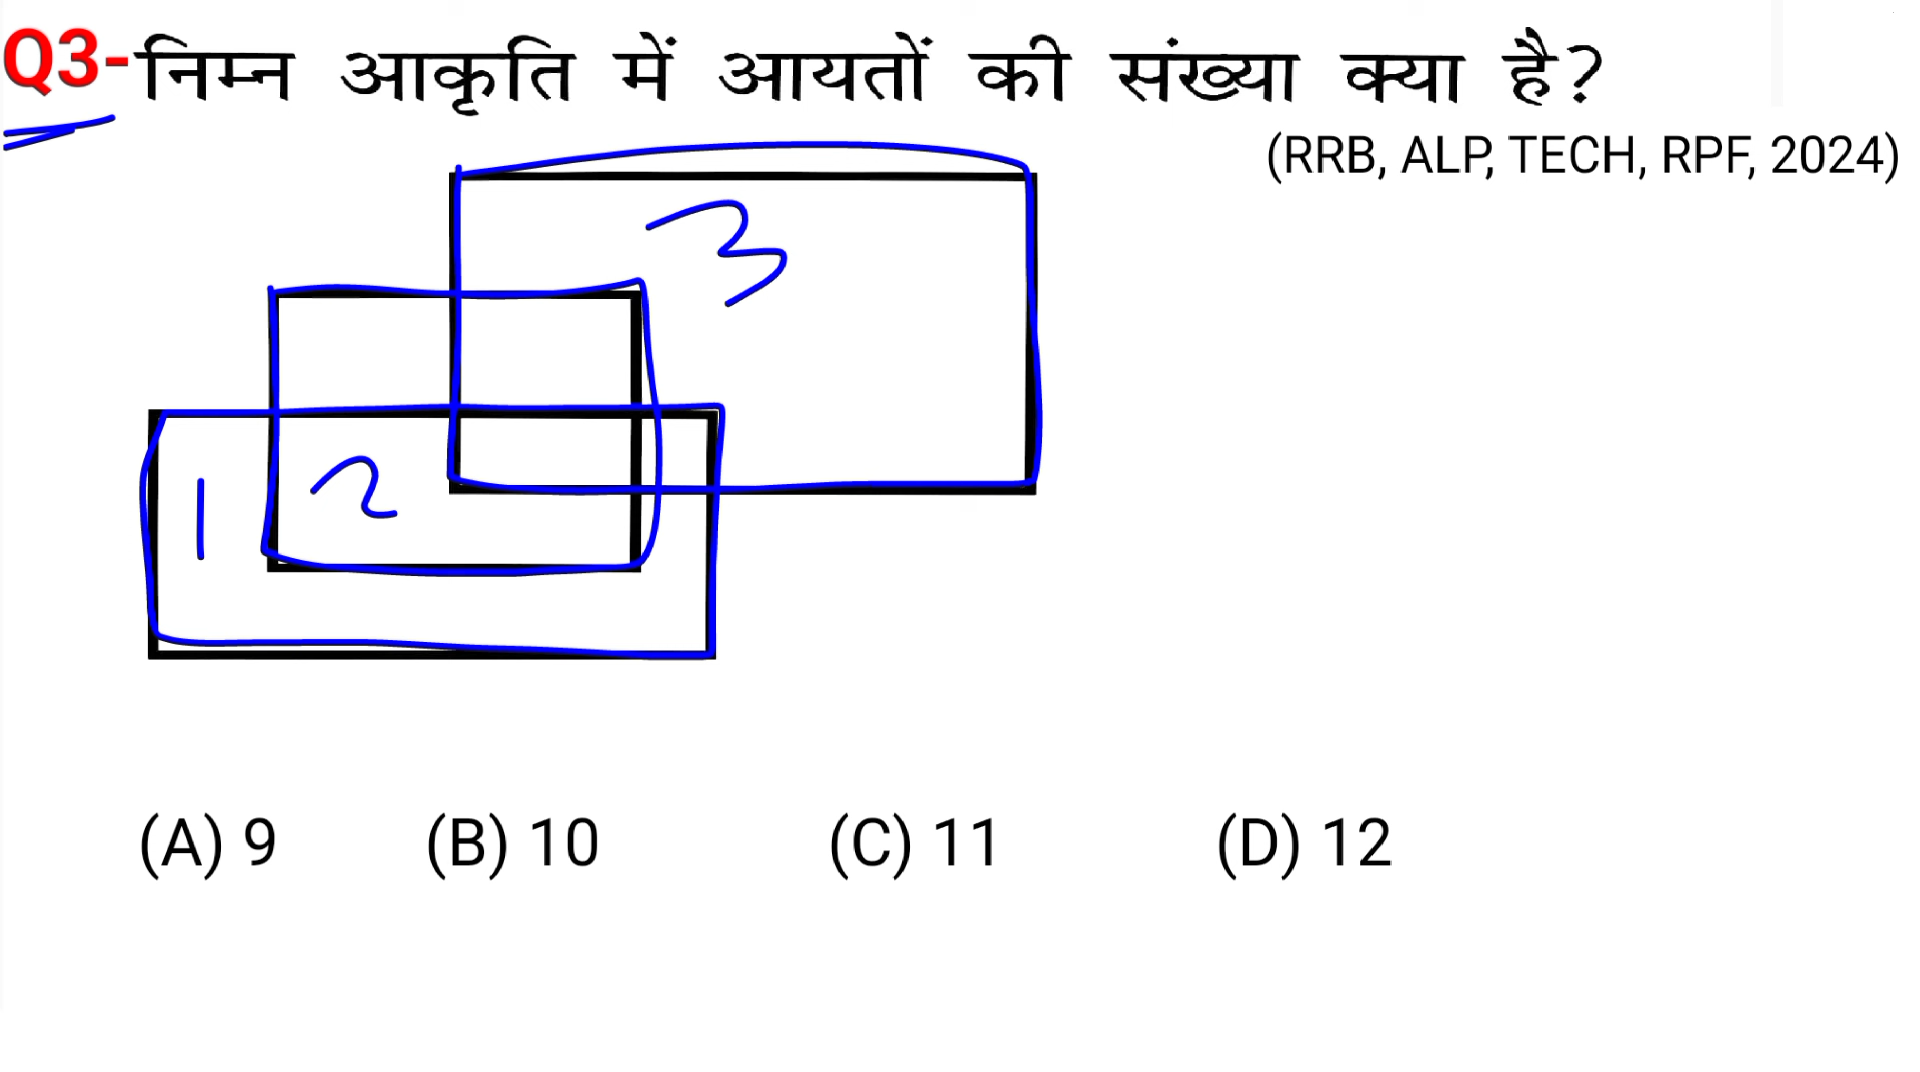 Q3-निम्न आकृति में आयतों की संख्या क्या है?
(RRB, ALP, TECH, RPF, 2024)
3
1 2
(A) 9 (B) 10 (C) 11 (D) 12